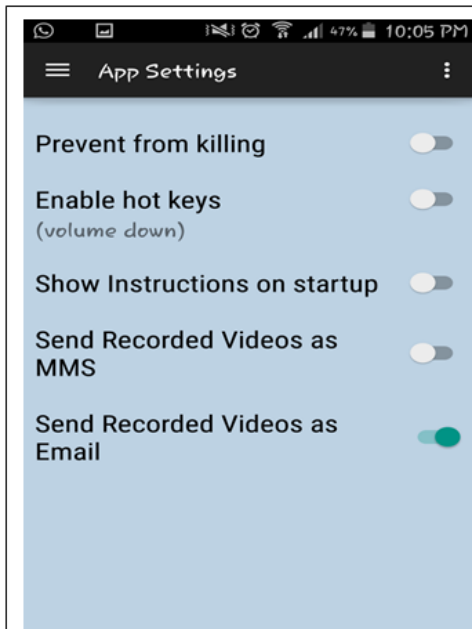 47% 10:05 PM
App Settings
Prevent from killing
Enable hot keys
(volume down)
Show Instructions on startup
Send Recorded Videos as
MMS
Send Recorded Videos as
Email